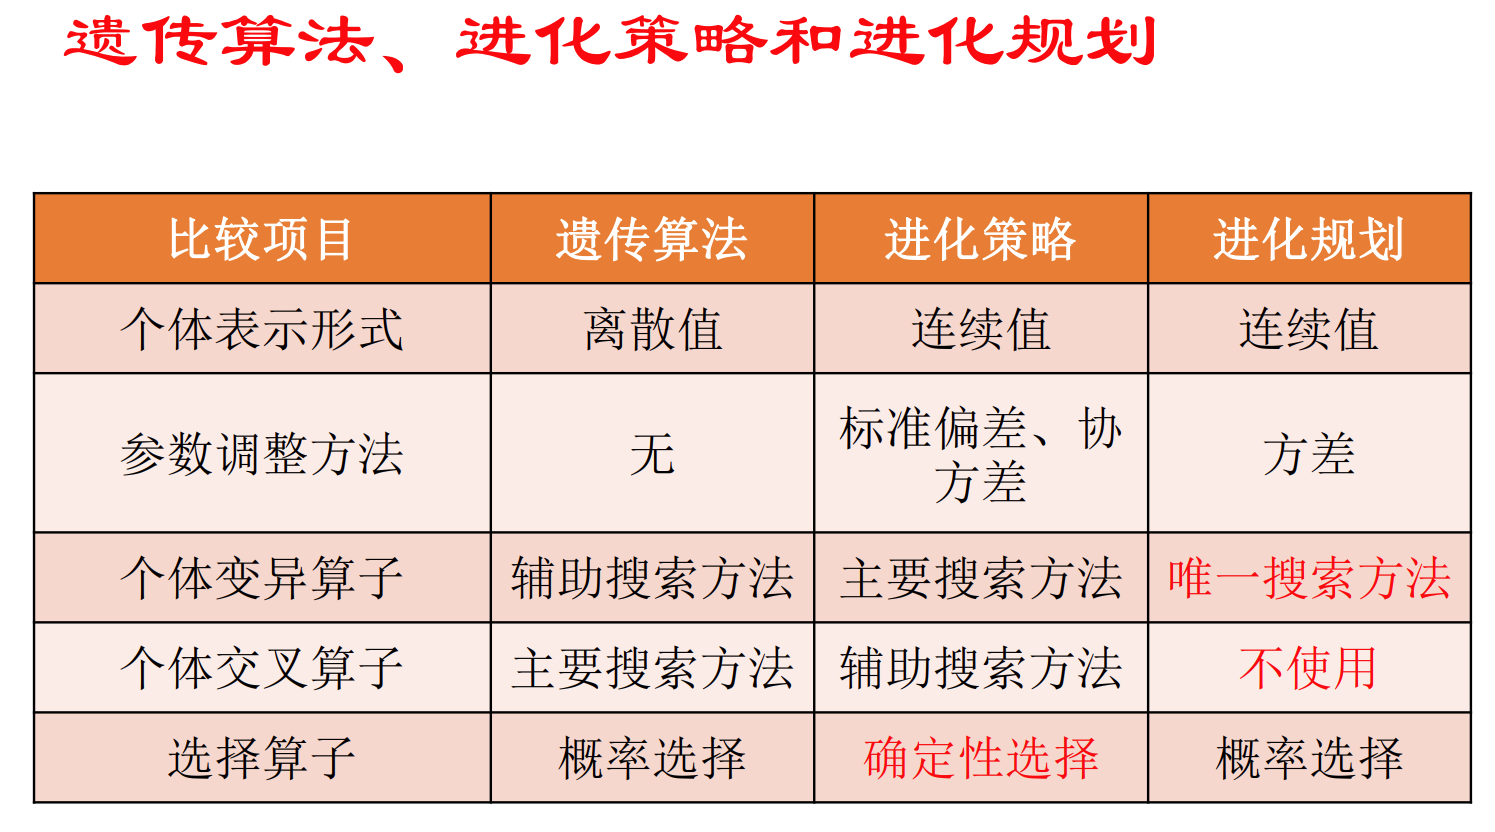 遗传算法、进化策略和进化规划
比较项目 遗传算法 进化策略 进化规划
个体表示形式 离散值 连续值 连续值
参数调整方法 无 标准偏差、协方差 方差
个体变异算子 辅助搜索方法 主要搜索方法 唯一搜索方法
个体交叉算子 主要搜索方法 辅助搜索方法 不使用
选择算子 概率选择 确定性选择 概率选择